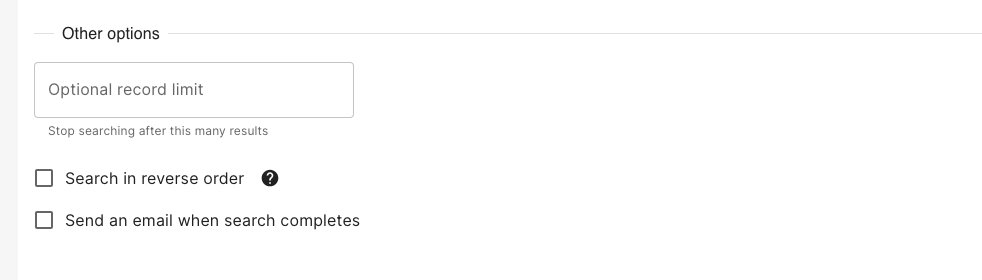 Other options
Optional record limit
Stop searching after this many results
Search in reverse order ?
Send an email when search completes